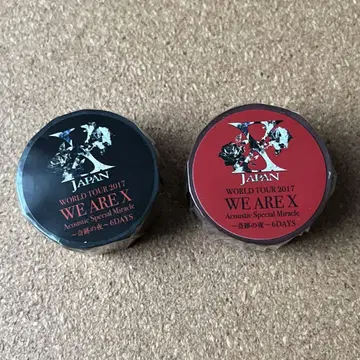 X
JAPAN
WORLD TOUR 2017
WE ARE X
Acoustic Special Miracle
～奇跡の夜～6DAYS
X
JAPAN
WORLD TOUR 2017
WE ARE X
Acoustic Special Miracle
～奇跡の夜～6DAYS